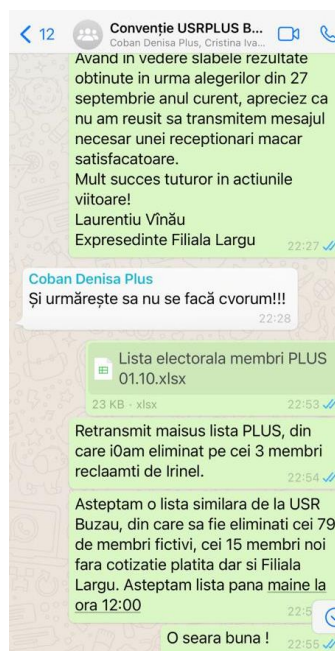 12
Convenție USRPLUS B...
Coban Denisa Plus, Cristina Iva...
Avand in vedere slabele rezultate
obtinute in urma alegerilor din 27
septembrie anul curent, apreciez ca
nu am reusit sa transmitem mesajul
necesar unei receptionari macar
satisfacatoare.
Mult succes tuturor in actiunile
viitoare!
Laurentiu Vînău
Expresedinte Filiala Largu
22:27
Coban Denisa Plus
Și urmărește sa nu se facă cvorum!!!
22:28
Lista electorala membri PLUS
01.10.xlsx
23 KB · xlsx
22:53
Retransmit maisus lista PLUS, din
care i0am eliminat pe cei 3 membri
reclaamti de Irinel.
22:54
Asteptam o lista similara de la USR
Buzau, din care sa fie eliminati cei 79
de membri fictivi, cei 15 membri noi
fara cotizatie platita dar si Filiala
Largu. Asteptam lista pana maine la
ora 12:00
O seara buna !
22:55